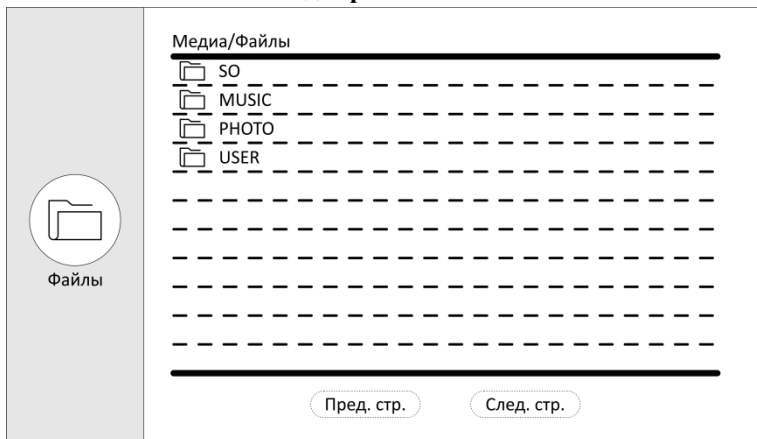 Медиа/Файлы
SO
MUSIC
PHOTO
USER
Файлы
Пред. стр.
След. стр.